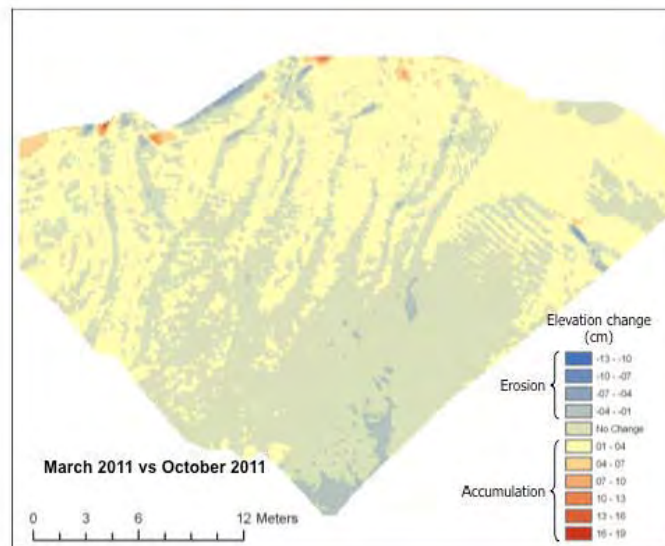 Elevation change
(cm)
Erosion
-13 - -10
-10 - -07
-07 - -04
-04 - -01
No Change
Accumulation
01 - 04
04 - 07
07 - 10
10 - 13
13 - 16
16 - 19
March 2011 vs October 2011
0 3 6 12 Meters